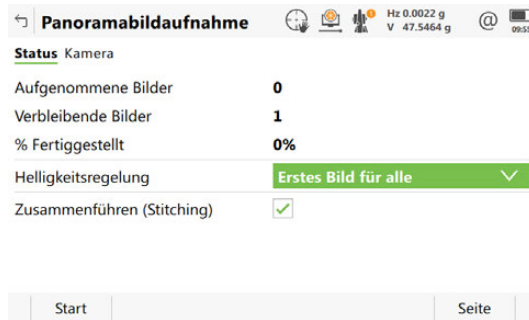 Panoramabildaufnahme
Hz 0.0022 g
V 47.5464 g
@
Status Kamera
Aufgenommene Bilder 0
Verbleibende Bilder 1
% Fertiggestellt 0%
Helligkeitsregelung Erstes Bild für alle
Zusammenführen (Stitching)
Start Seite